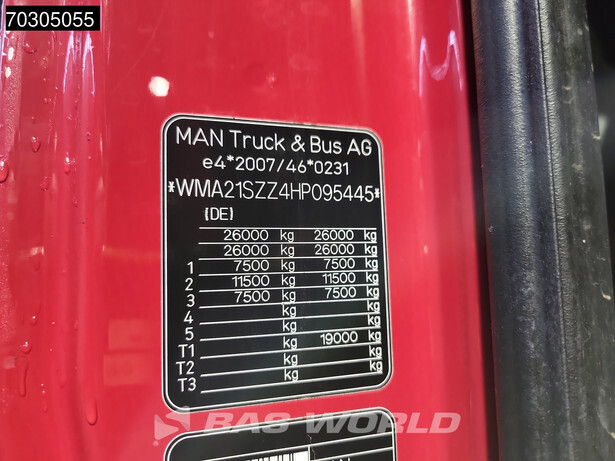 70305055
MAN Truck & Bus AG
e4*2007/46*0231
*WMA21SZZ4HP095445*
(DE)
26000 kg 26000 kg
26000 kg 26000 kg
1 7500 kg 7500 kg
2 11500 kg 11500 kg
3 7500 kg 7500 kg
4 kg kg
5 kg 19000 kg
T1 kg kg
T2 kg kg
T3 kg kg
BAS WORLD